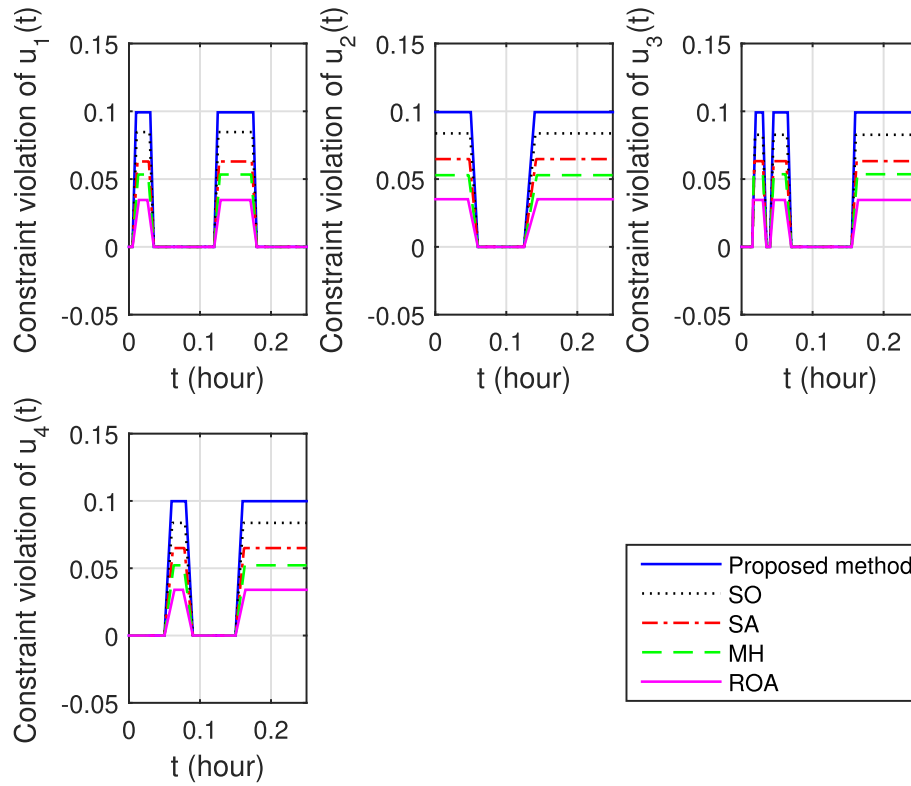 Constraint violation of u1(t)
0.15
0.1
0.05
0
-0.05
0
0.1
0.2
t (hour)
Constraint violation of u2(t)
0.15
0.1
0.05
0
-0.05
0
0.1
0.2
t (hour)
Constraint violation of u3(t)
0.15
0.1
0.05
0
-0.05
0
0.1
0.2
t (hour)
Constraint violation of u4(t)
0.15
0.1
0.05
0
-0.05
0
0.1
0.2
t (hour)
Proposed method
SO
SA
MH
ROA